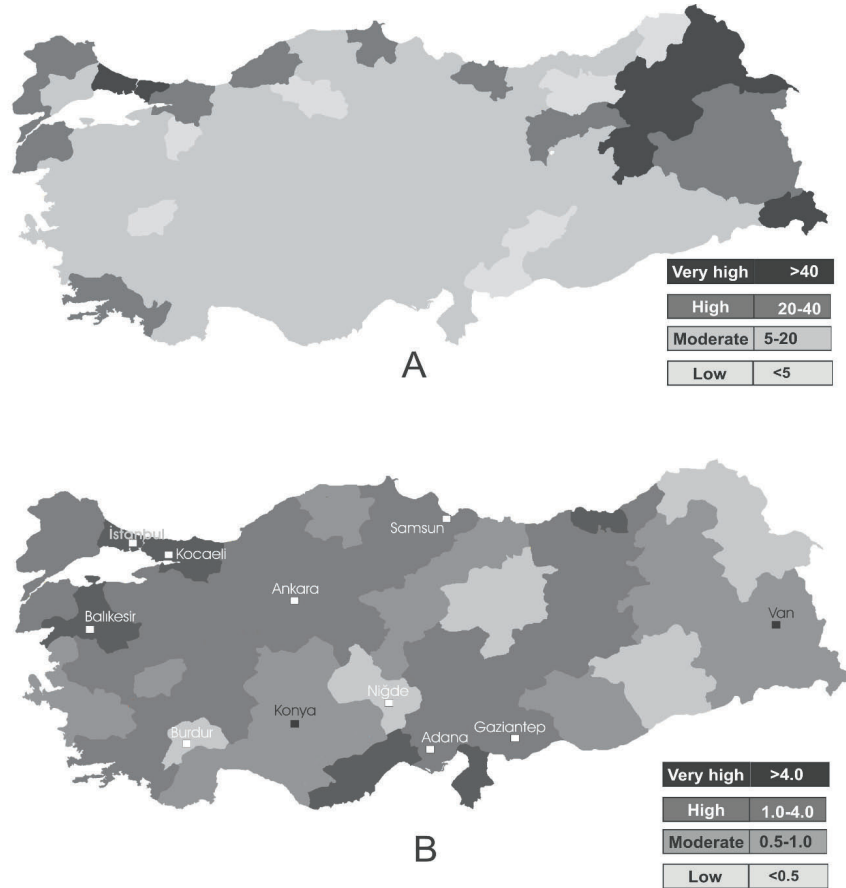 Very high >40
High 20-40
Moderate 5-20
Low <5
A
İstanbul
Kocaeli
Samsun
Ankara
Balıkesir
Van
Niğde
Konya
Burdur
Gaziantep
Adana
Very high >4.0
High 1.0-4.0
Moderate 0.5-1.0
Low <0.5
B